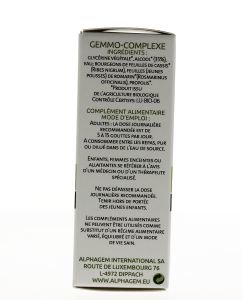 GEMMO-COMPLEXE
INGRÉDIENTS :
GLYCÉRINE VÉGÉTALE*, ALCOOL* (35%),
EAU, BOURGEONS DE FEUILLES DE CASSIS*
(RIBES NIGRUM), FEUILLES (JEUNES
POUSSES) DE ROMARIN*(ROSMARINUS
OFFICINALIS), PROPOLIS*.
*PRODUIT ISSU
DE L'AGRICULTURE BIOLOGIQUE
CONTRÔLE CERTISYS LU-BIO-06
COMPLÉMENT ALIMENTAIRE
MODE D'EMPLOI :
ADULTES : LA DOSE JOURNALIÈRE
RECOMMANDÉE EST DE
5 À 15 GOUTTES PAR JOUR.
A CONSOMMER ENTRE LES REPAS, PUR
OU DILUÉ DANS DE L'EAU DE SOURCE.
ENFANTS, FEMMES ENCEINTES OU
ALLAITANTES SE RÉFÉRER À L'AVIS
D'UN MÉDECIN OU D'UN THÉRAPEUTE
SPÉCIALISÉ.
NE PAS DÉPASSER LA DOSE
JOURNALIÈRE RECOMMANDÉE.
TENIR HORS DE PORTÉE
DES JEUNES ENFANTS.
LES COMPLÉMENTS ALIMENTAIRES
NE PEUVENT ÊTRE UTILISÉS COMME
SUBSTITUT D'UN RÉGIME ALIMENTAIRE
VARIÉ, ÉQUILIBRÉ ET D'UN MODE
DE VIE SAIN.
ALPHAGEM INTERNATIONAL SA
ROUTE DE LUXEMBOURG 76
L-4972 DIPPACH
WWW.ALPHAGEM.EU